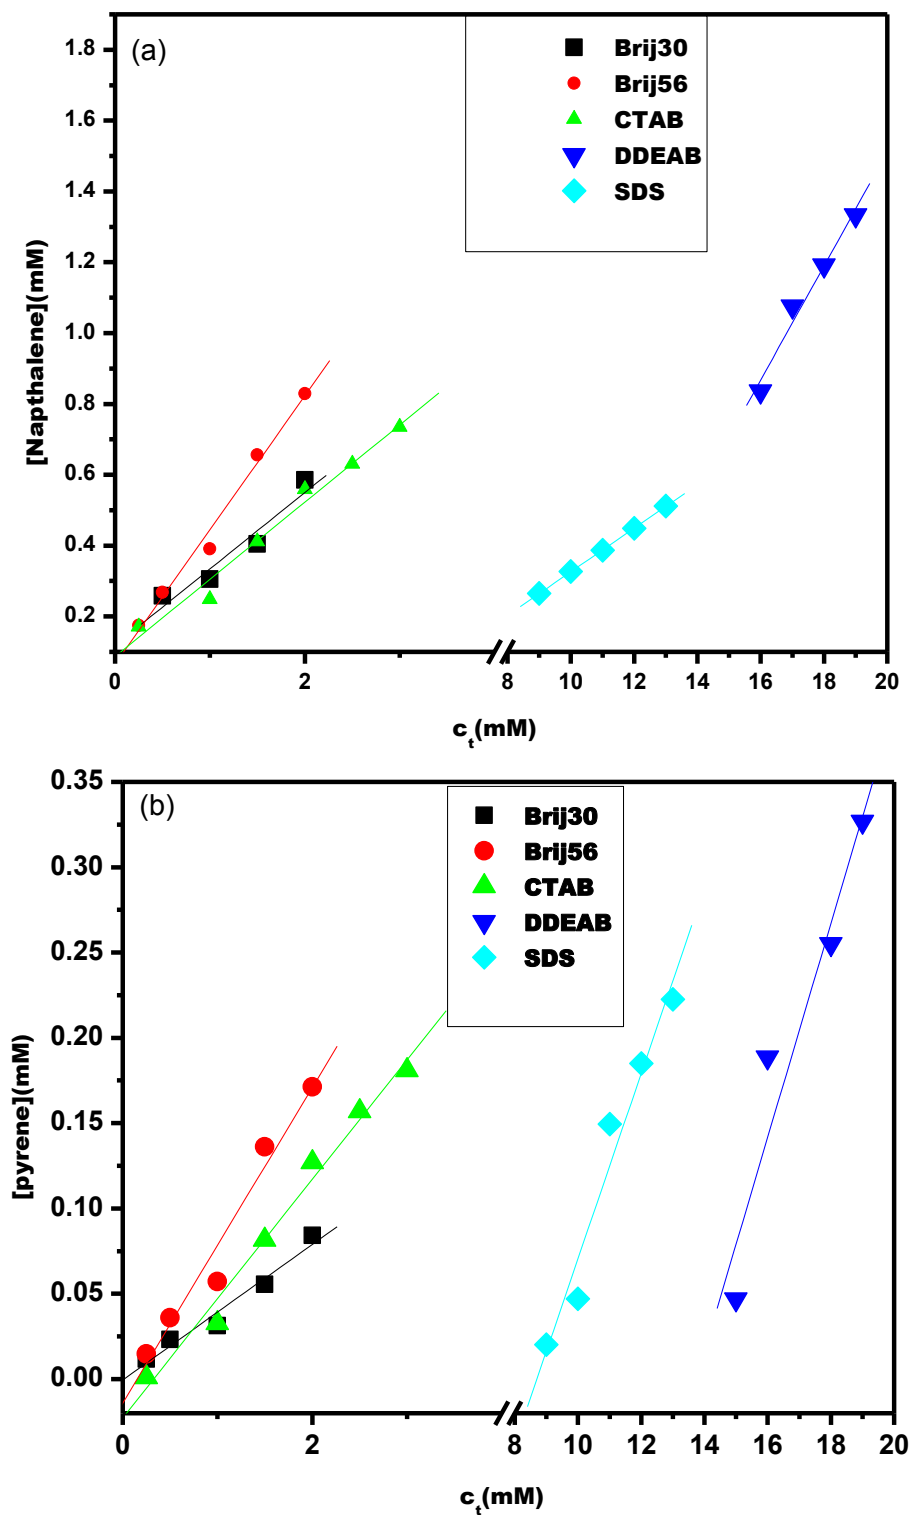 (a)
Brij30
Brij56
CTAB
DDEAB
SDS
[Napthalene](mM)
1.8
1.6
1.4
1.2
1.0
0.8
0.6
0.4
0.2
0 2 8 10 12 14 16 18 20
c_t(mM)
(b)
Brij30
Brij56
CTAB
DDEAB
SDS
[pyrene](mM)
0.35
0.30
0.25
0.20
0.15
0.10
0.05
0.00
0 2 8 10 12 14 16 18 20
c_t(mM)